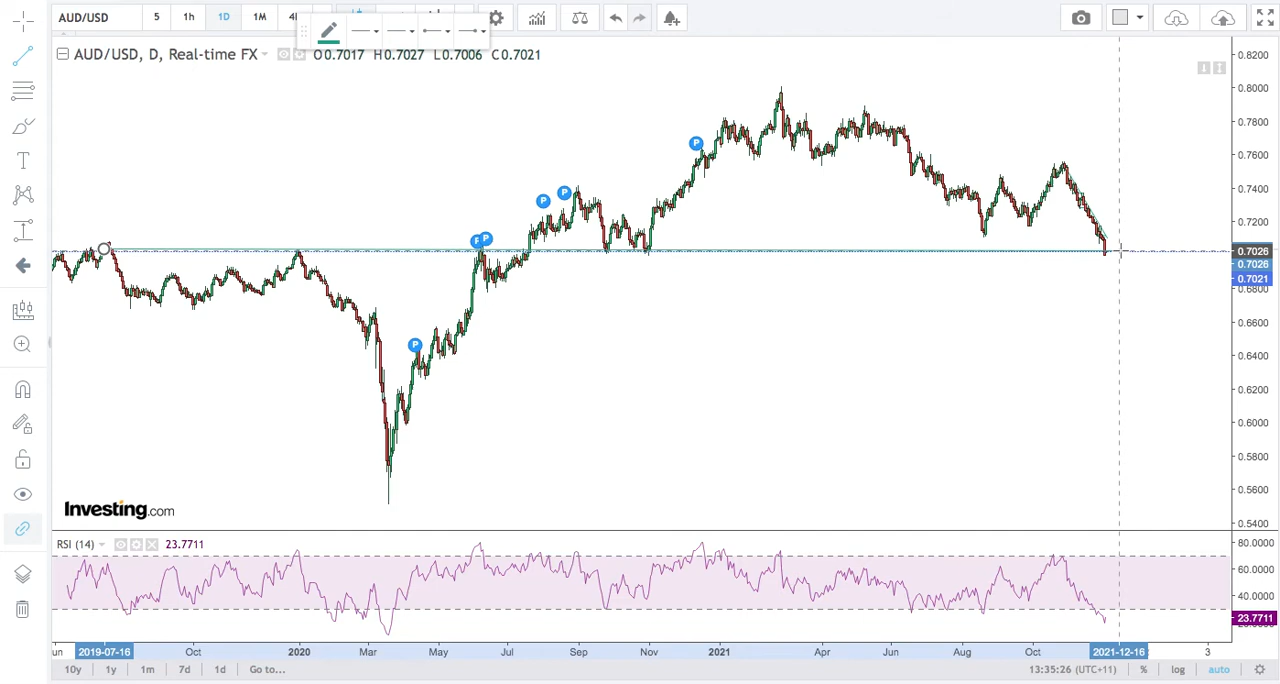 AUD/USD 5 1h 1D 1M
AUD/USD, D, Real-time FX O0.7017 H0.7027 L0.7006 C0.7021
0.8200
0.8000
0.7800
0.7600
0.7400
0.7200
P
P
P
P P
P
0.7026
0.7026
0.7021
0.6800
0.6600
0.6400
0.6200
0.6000
0.5800
0.5600
0.5400
Investing.com
RSI (14) 23.7711
80.0000
60.0000
40.0000
23.7711
2019-07-16 Oct 2020 Mar May Jul Sep Nov 2021 Apr Jun Aug Oct 2021-12-16 3
10y 1y 1m 7d 1d Go to... 13:35:26 (UTC+11) % log auto